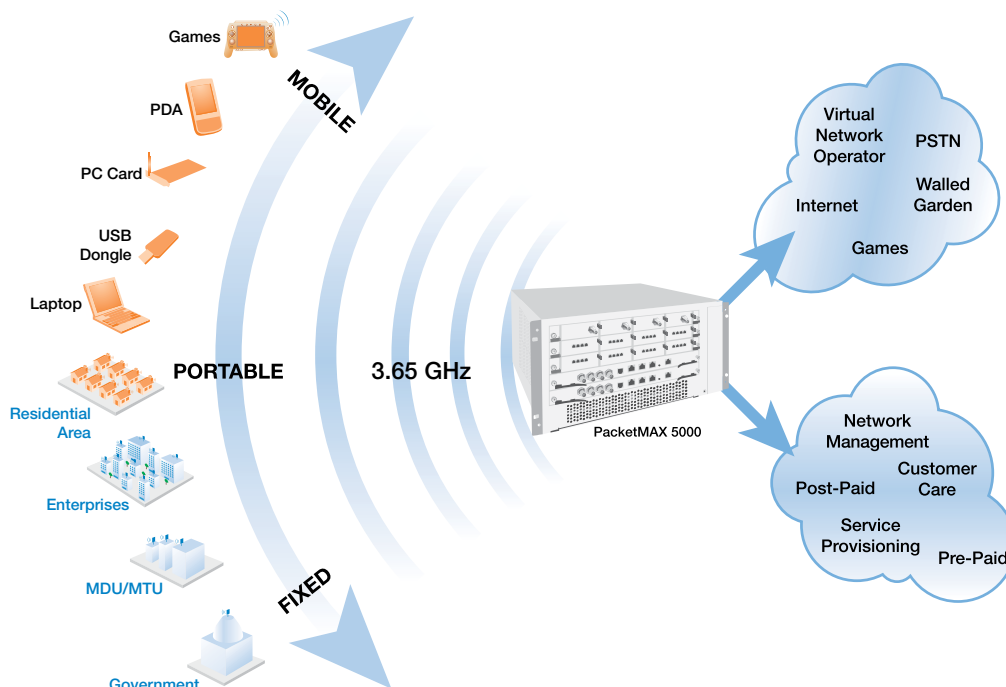 Games
PDA
PC Card
USB
Dongle
Laptop
Residential
Area
Enterprises
MDU/MTU
Government
MOBILE
PORTABLE
FIXED
3.65 GHz
PacketMAX 5000
Virtual
Network
Operator
PSTN
Internet
Walled
Garden
Games
Network
Management
Customer
Care
Post-Paid
Service
Provisioning
Pre-Paid